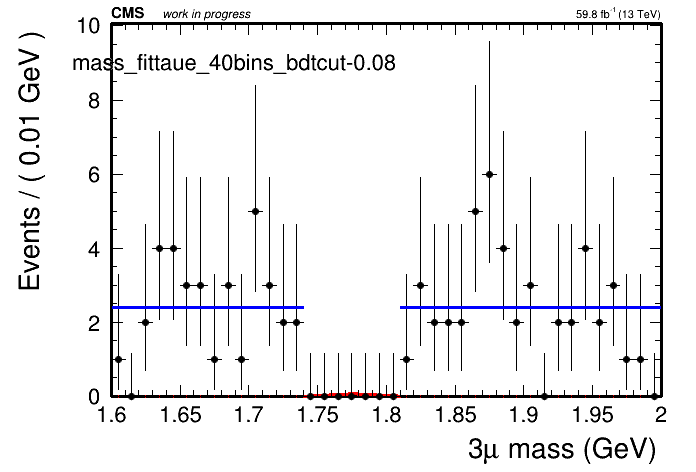 CMS work in progress 59.8 fb⁻¹ (13 TeV)
mass_fittaue_40bins_bdtcut-0.08
Events / ( 0.01 GeV )
10
8
6
4
2
0
1.6 1.65 1.7 1.75 1.8 1.85 1.9 1.95 2
3μ mass (GeV)